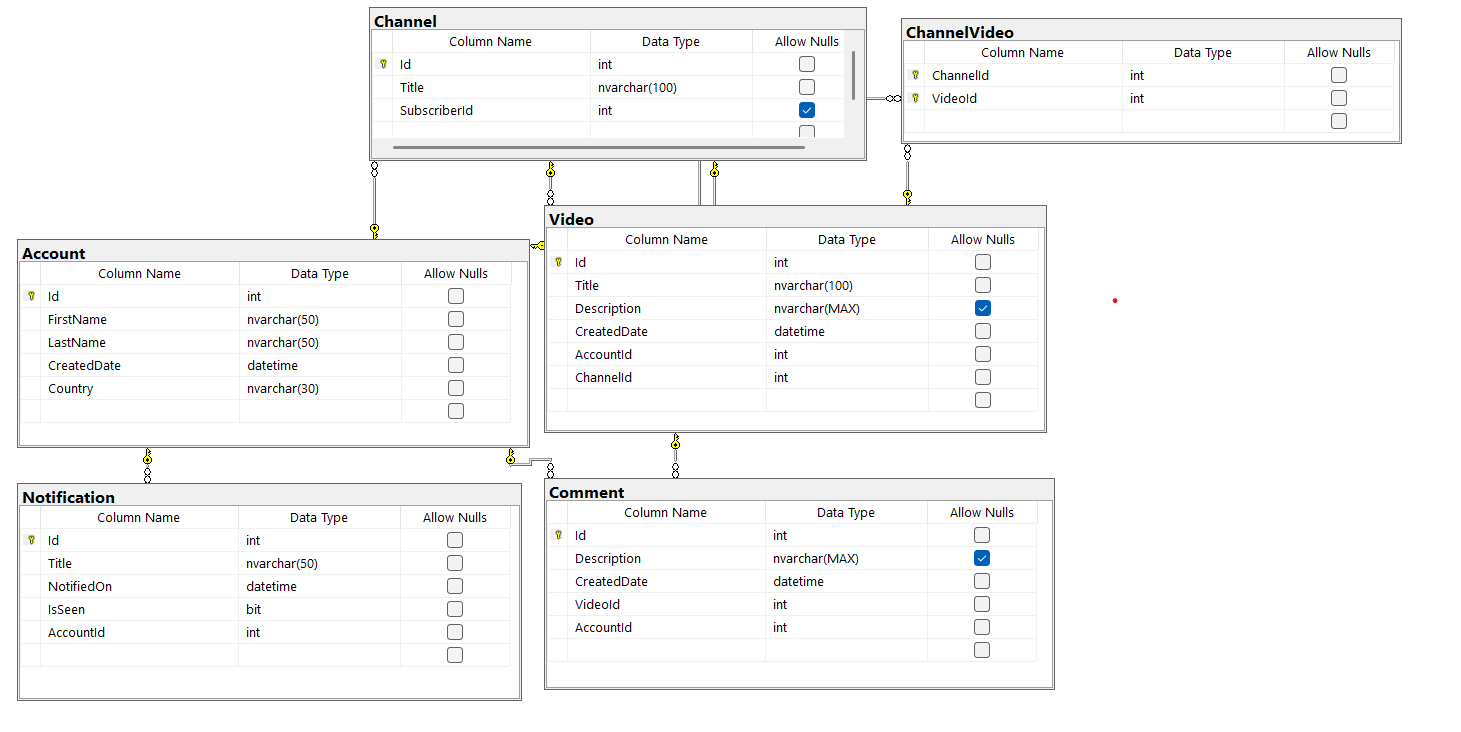 Channel
Column Name Data Type Allow Nulls
Id int
Title nvarchar(100)
SubscriberId int
ChannelVideo
Column Name Data Type Allow Nulls
ChannelId int
VideoId int
Account
Column Name Data Type Allow Nulls
Id int
FirstName nvarchar(50)
LastName nvarchar(50)
CreatedDate datetime
Country nvarchar(30)
Video
Column Name Data Type Allow Nulls
Id int
Title nvarchar(100)
Description nvarchar(MAX)
CreatedDate datetime
AccountId int
ChannelId int
Notification
Column Name Data Type Allow Nulls
Id int
Title nvarchar(50)
NotifiedOn datetime
IsSeen bit
AccountId int
Comment
Column Name Data Type Allow Nulls
Id int
Description nvarchar(MAX)
CreatedDate datetime
VideoId int
AccountId int